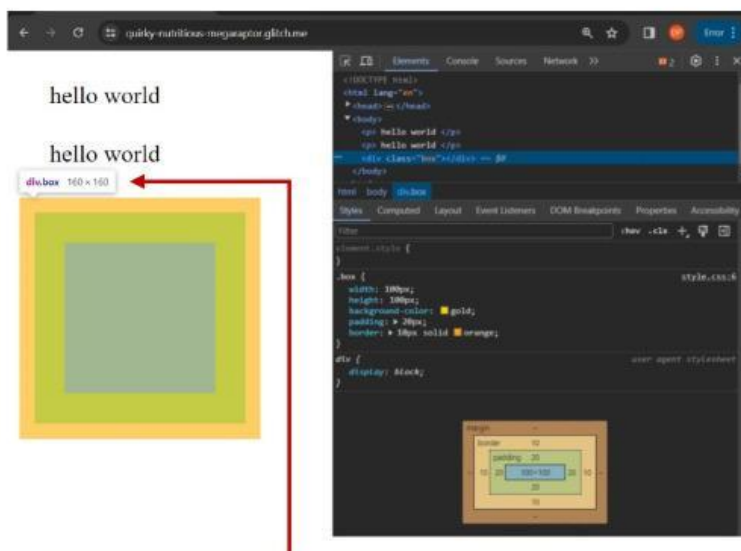 quirky-nutritious-megaraptor.glitch.me
Error
hello world
hello world
div.box 160 × 160
Elements Console Sources Network
2
<!DOCTYPE html>
<html lang="en">
<head> </head>
<body>
<p> hello world </p>
<p> hello world </p>
<div class="box"></div> == $0
</body>
html body div.box
Styles Computed Layout Event Listeners DOM Breakpoints Properties Accessibility
Filter :hov .cls
element.style {
}
.box { style.css:6
width: 100px;
height: 100px;
background-color: gold;
padding: 20px;
border: 10px solid orange;
}
div { user agent stylesheet
display: block;
}
margin -
border 10
padding 20
- 10 20 100×100 20 10 -
20
10
-